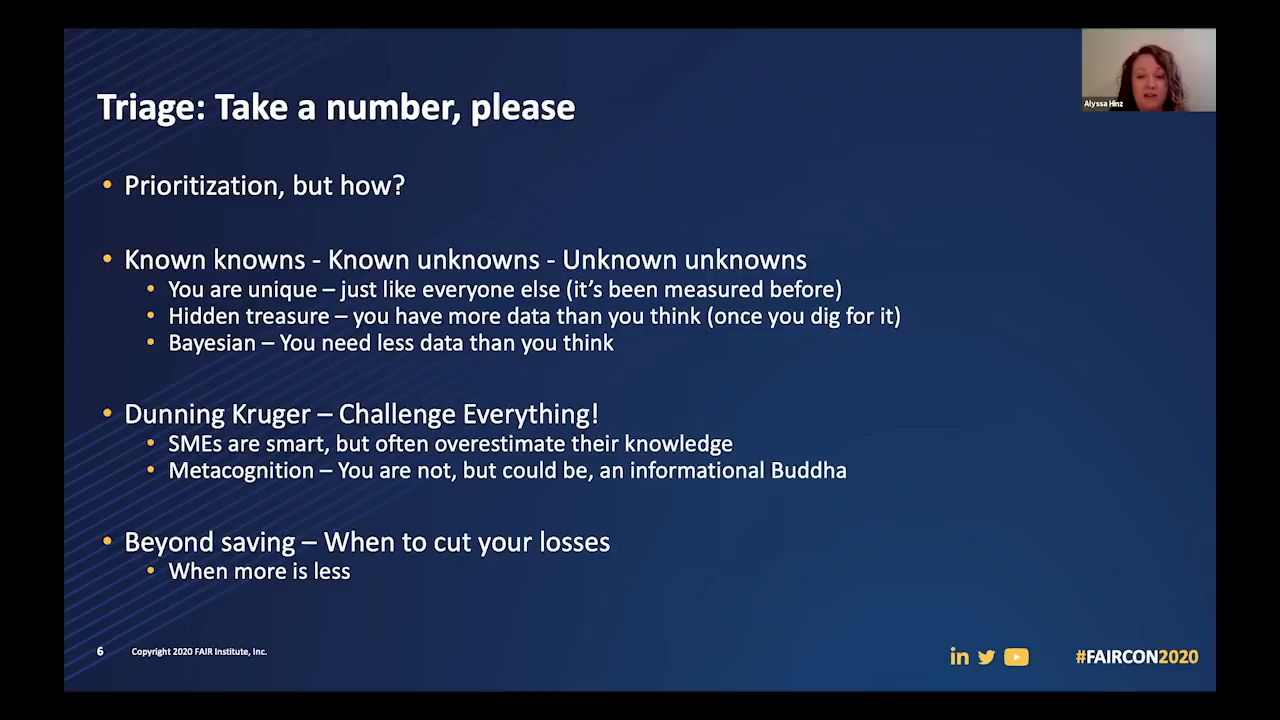 Triage: Take a number, please
Alyssa Hinz
• Prioritization, but how?
• Known knowns - Known unknowns - Unknown unknowns
• You are unique – just like everyone else (it's been measured before)
• Hidden treasure – you have more data than you think (once you dig for it)
• Bayesian – You need less data than you think
• Dunning Kruger – Challenge Everything!
• SMEs are smart, but often overestimate their knowledge
• Metacognition – You are not, but could be, an informational Buddha
• Beyond saving – When to cut your losses
• When more is less
6 Copyright 2020 FAIR Institute, Inc.
in
#FAIRCON2020